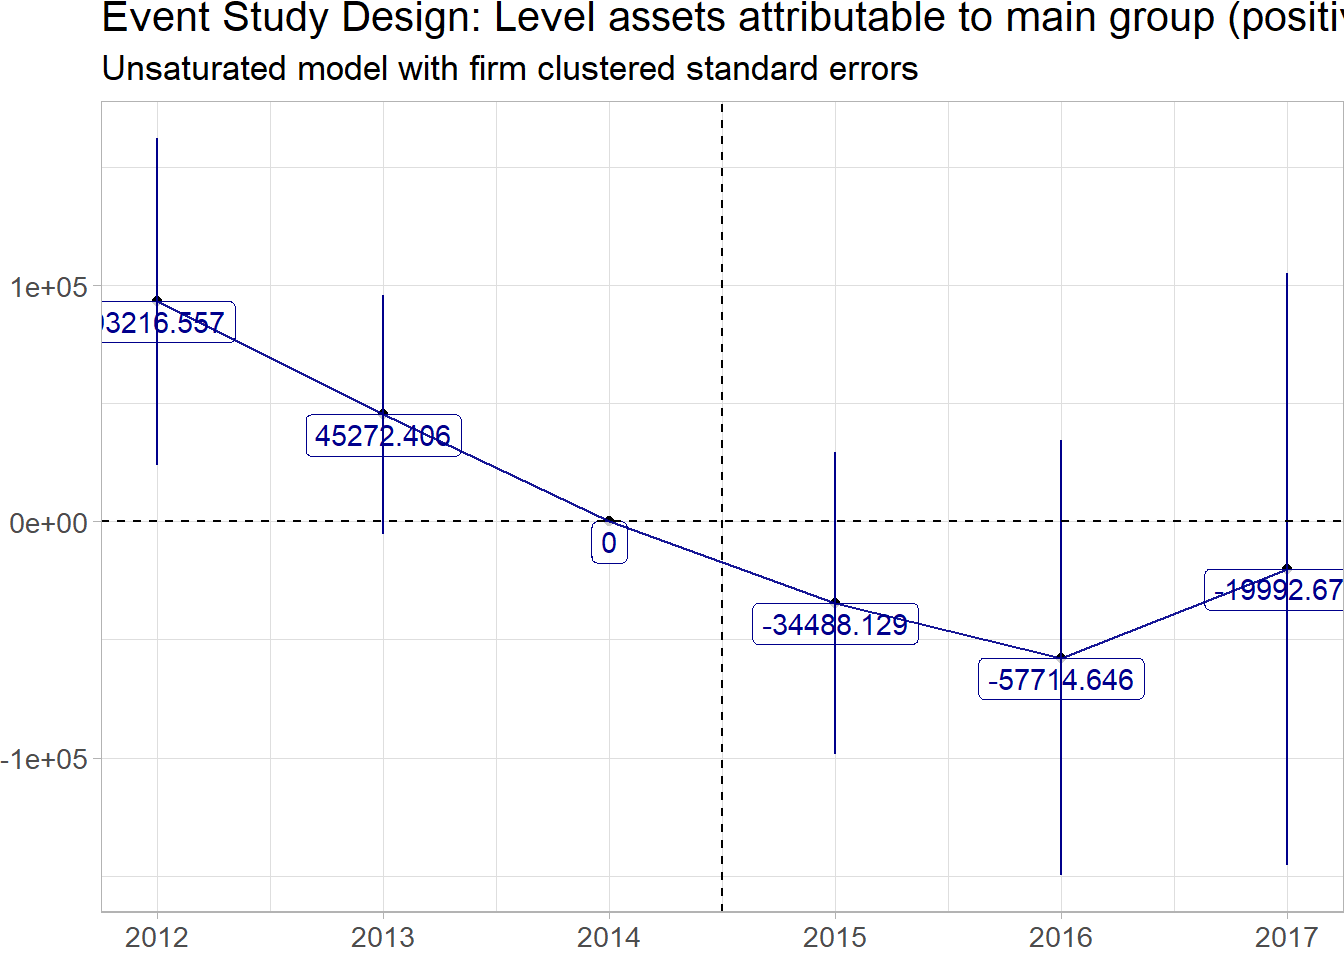 Event Study Design: Level assets attributable to main group (positiv
Unsaturated model with firm clustered standard errors
1e+05
0e+00
-1e+05
3216.557
45272.406
0
-34488.129
-57714.646
-19992.67
2012 2013 2014 2015 2016 2017